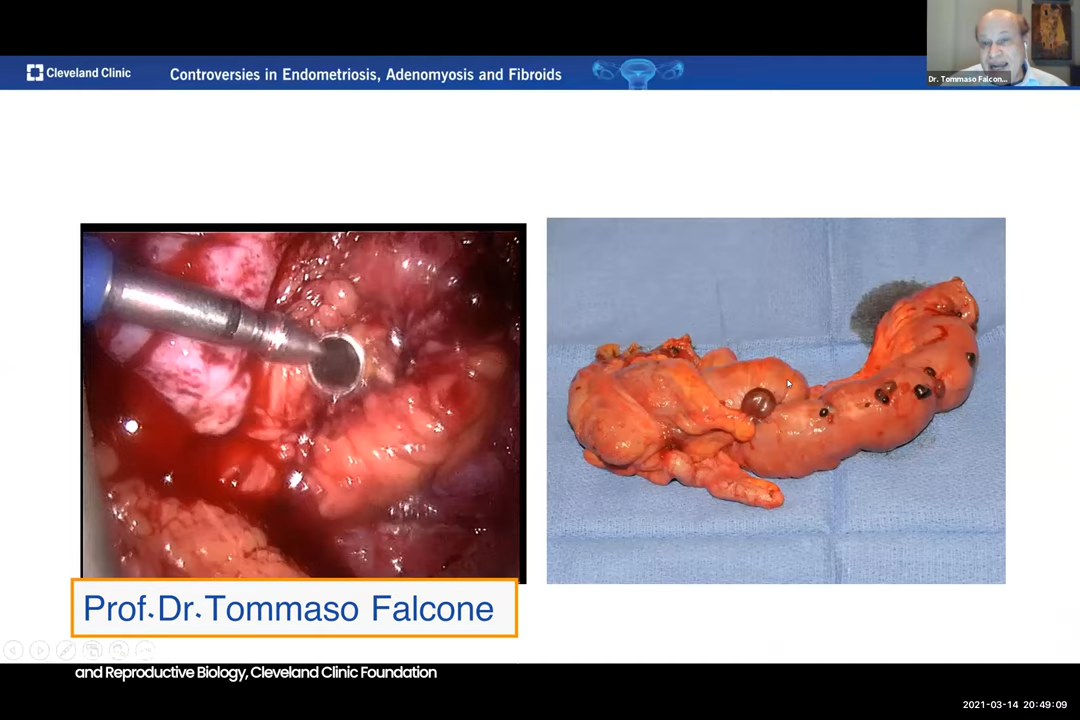 Cleveland Clinic
Controversies in Endometriosis, Adenomyosis and Fibroids
Dr. Tommaso Falcon...
Prof.Dr.Tommaso Falcone
and Reproductive Biology, Cleveland Clinic Foundation
2021-03-14 20:49:09